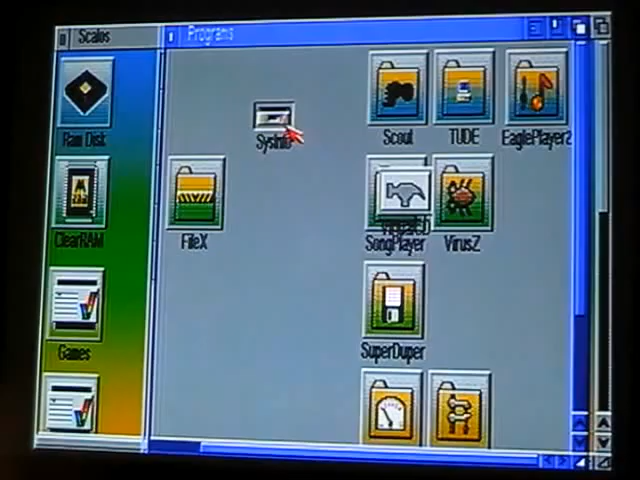 Scalos
Programs
Ram Disk
SysInfo
Scout
TUDE
EaglePlayer2
ClearRAM
FileX
SongPlayer
VirusZ
Games
SuperDuper